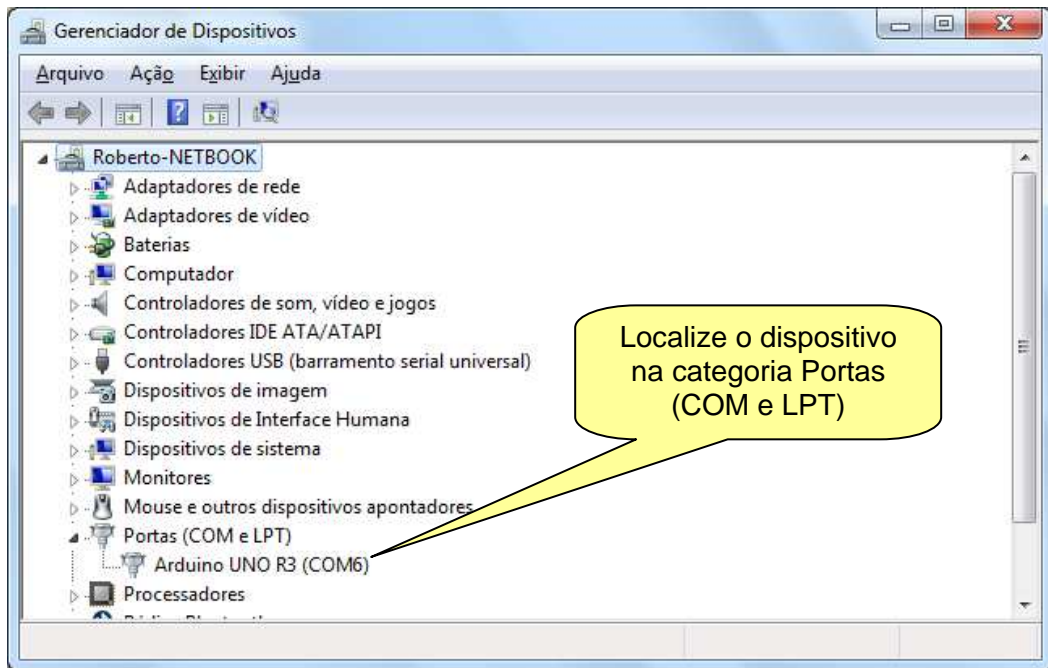 Gerenciador de Dispositivos
Arquivo Ação Exibir Ajuda
Roberto-NETBOOK
Adaptadores de rede
Adaptadores de vídeo
Baterias
Computador
Controladores de som, vídeo e jogos
Controladores IDE ATA/ATAPI
Controladores USB (barramento serial universal)
Dispositivos de imagem
Dispositivos de Interface Humana
Dispositivos de sistema
Monitores
Mouse e outros dispositivos apontadores
Portas (COM e LPT)
Arduino UNO R3 (COM6)
Processadores
Localize o dispositivo
na categoria Portas
(COM e LPT)